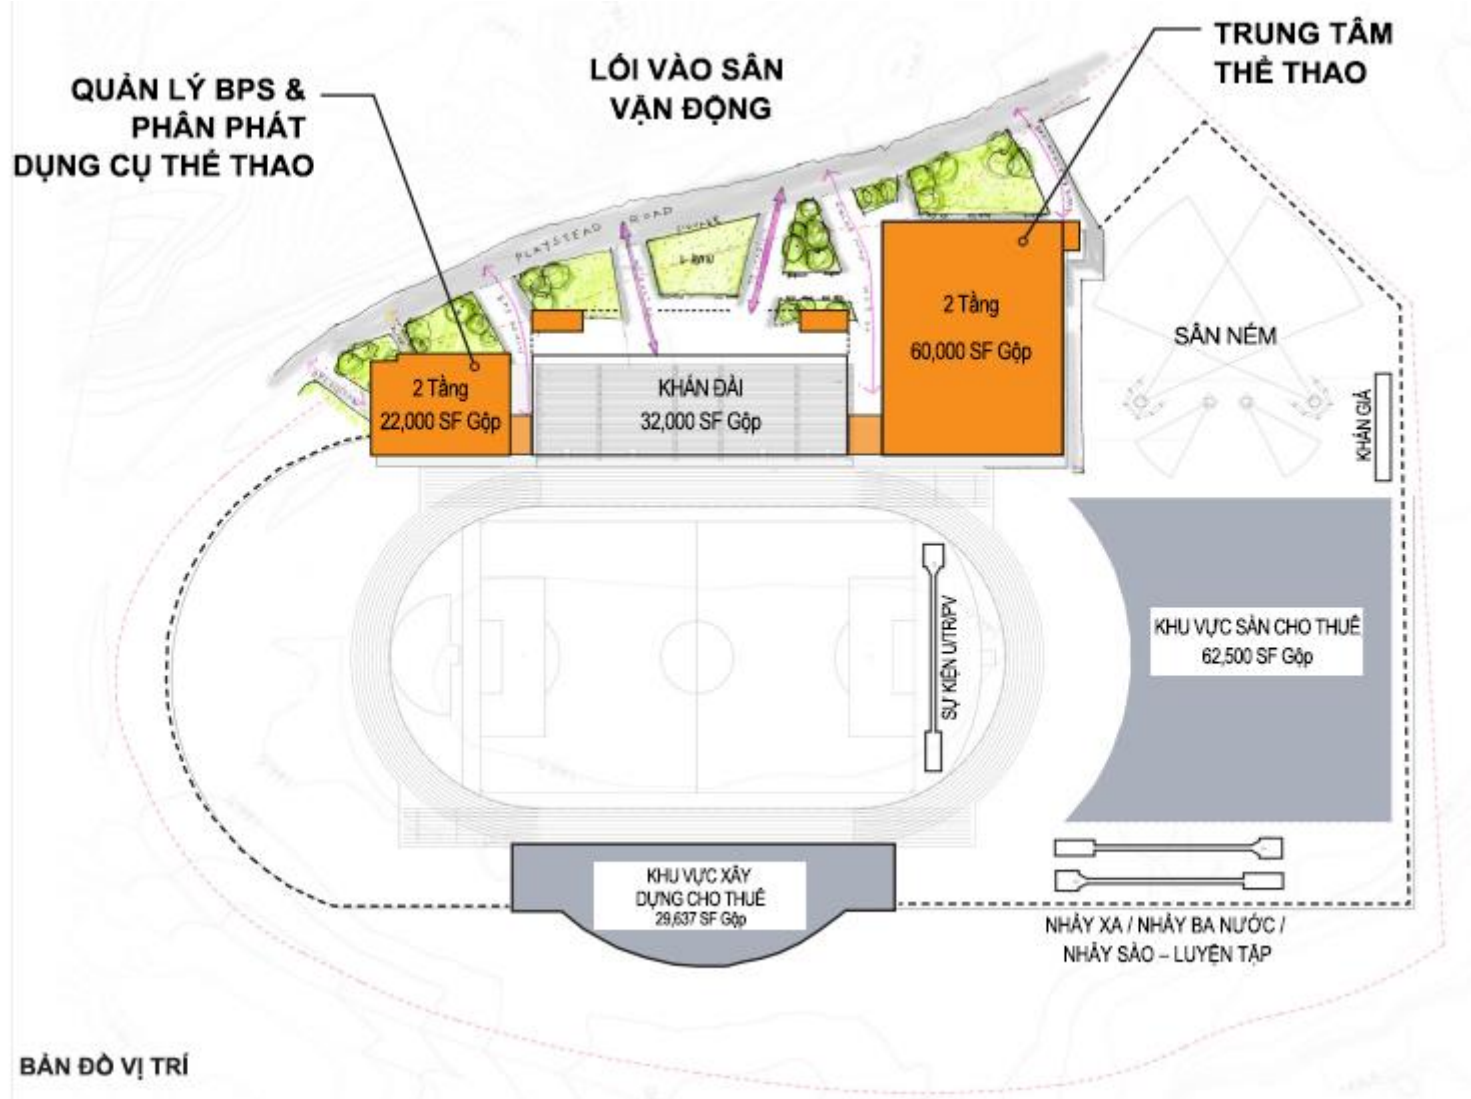 TRUNG TÂM
THỂ THAO
LỐI VÀO SÂN
VẬN ĐỘNG
QUẢN LÝ BPS &
PHÂN PHÁT
DỤNG CỤ THỂ THAO
PLAYSTEAD ROAD
2 Tầng
60,000 SF Gộp
SÂN NÉM
2 Tầng
22,000 SF Gộp
KHÁN ĐÀI
32,000 SF Gộp
KHÁN GIẢ
SỰ KIỆN LJ/TR/PV
KHU VỰC SÂN CHO THUÊ
62,500 SF Gộp
KHU VỰC XÂY
DỰNG CHO THUÊ
29,637 SF Gộp
NHẢY XA / NHẢY BA NƯỚC /
NHẢY SÀO – LUYỆN TẬP
BẢN ĐỒ VỊ TRÍ